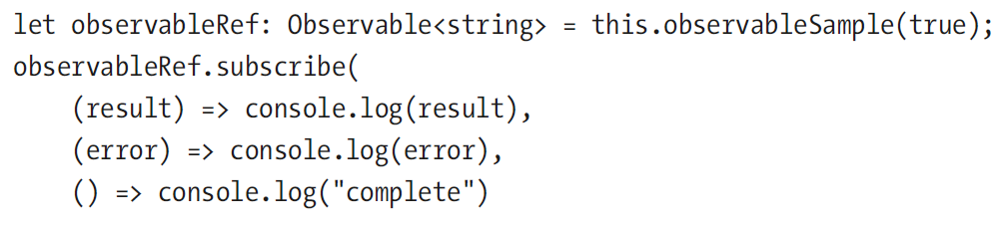 let observableRef: Observable<string> = this.observableSample(true);
observableRef.subscribe(
    (result) => console.log(result),
    (error) => console.log(error),
    () => console.log("complete")